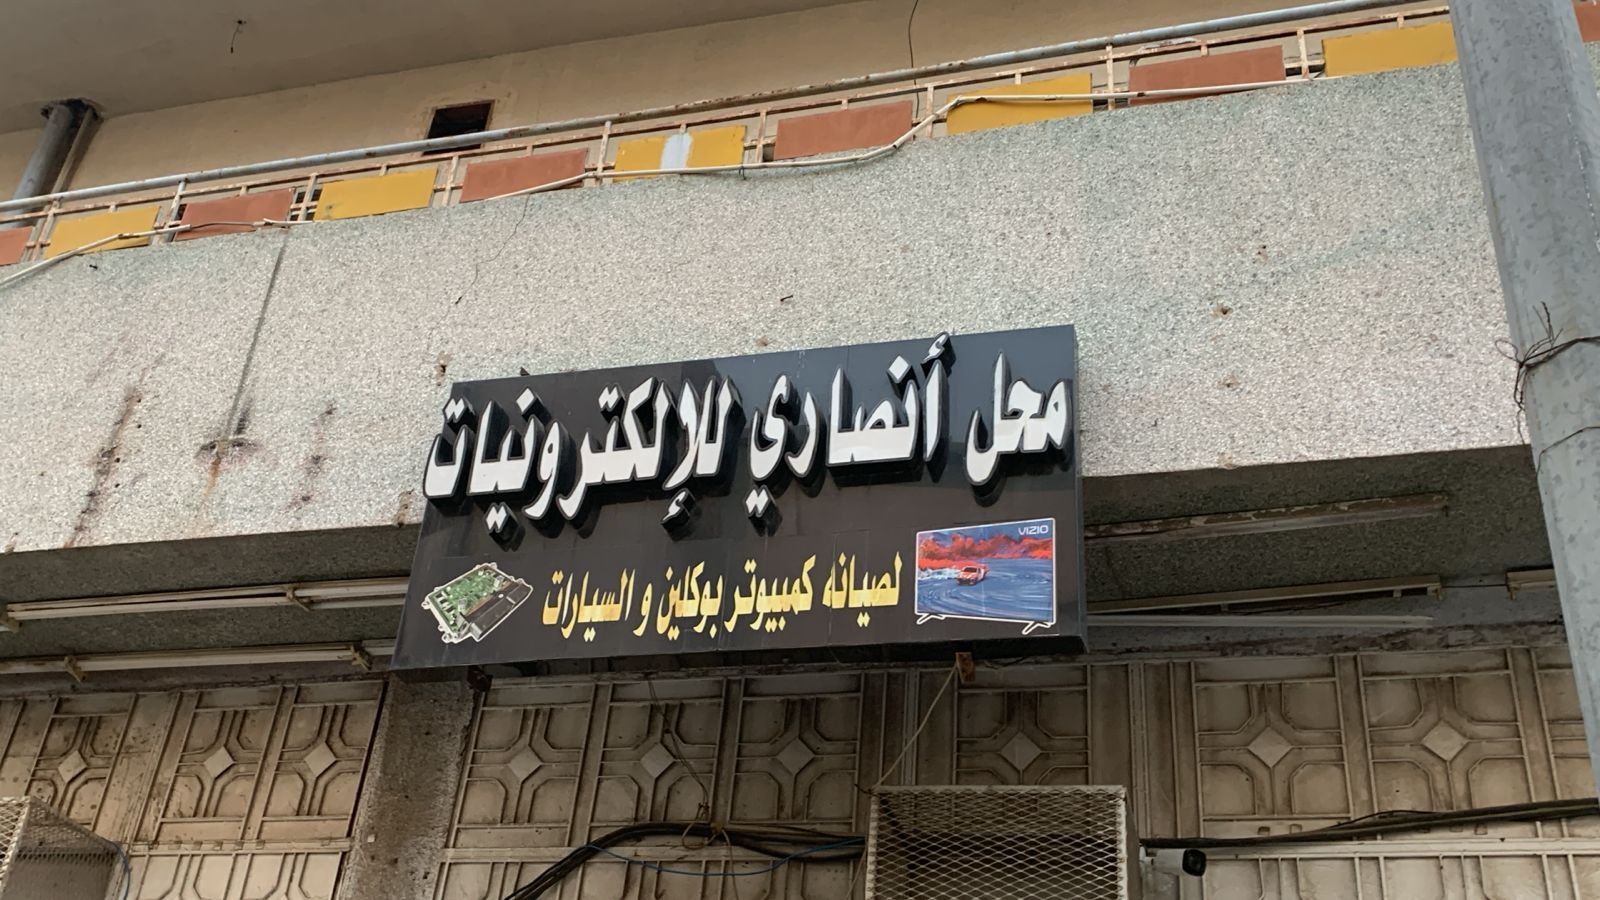 محل أنصاري للإلكترونيات
لصيانه كمبيوتر بوكلين و السيارات
VIZIO